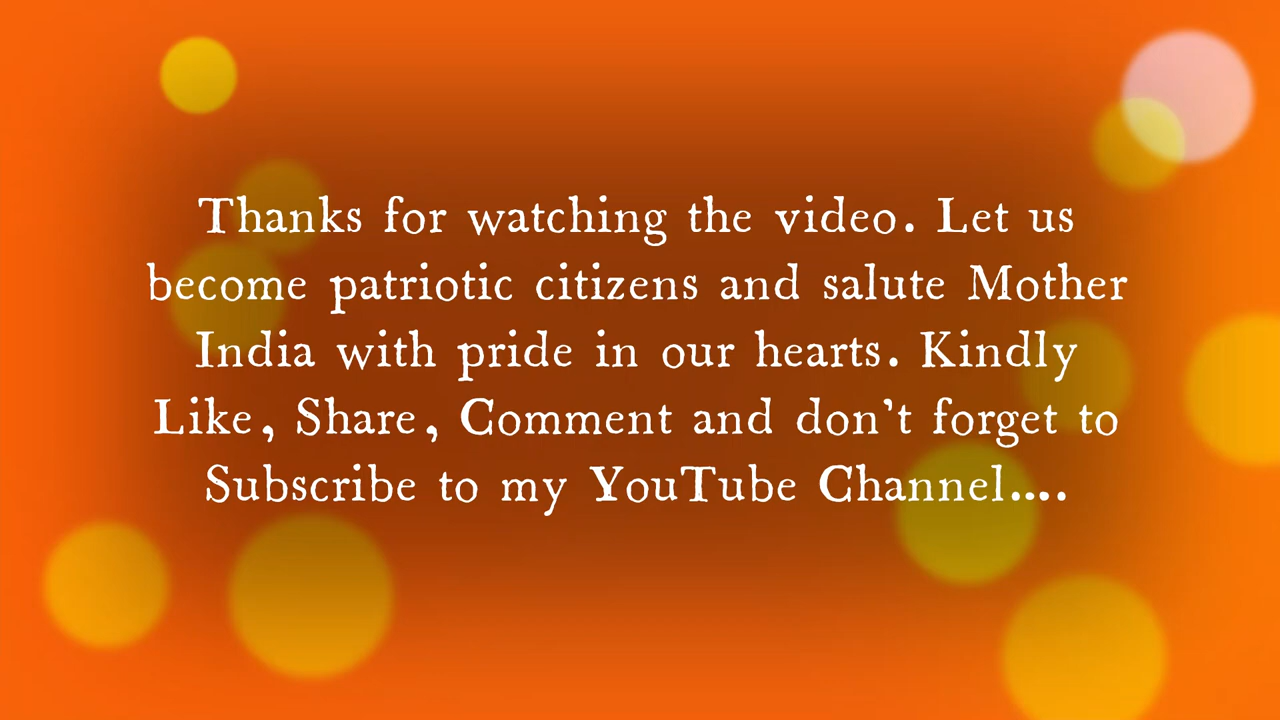 Thanks for watching the video. Let us
become patriotic citizens and salute Mother
India with pride in our hearts. Kindly
Like, Share, Comment and don't forget to
Subscribe to my YouTube Channel....